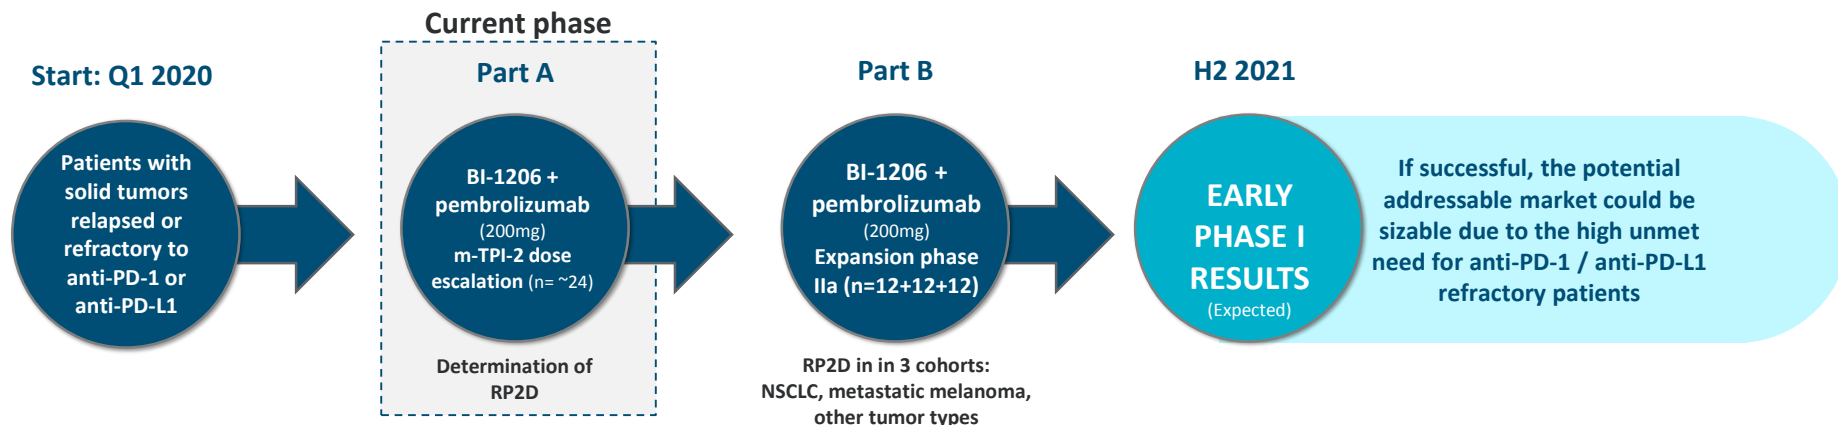 Current phase
Start: Q1 2020
Patients with
solid tumors
relapsed or
refractory to
anti-PD-1 or
anti-PD-L1
Part A
BI-1206 +
pembrolizumab
(200mg)
m-TPI-2 dose
escalation (n= ~24)
Determination of
RP2D
Part B
BI-1206 +
pembrolizumab
(200mg)
Expansion phase
IIa (n=12+12+12)
RP2D in in 3 cohorts:
NSCLC, metastatic melanoma,
other tumor types
H2 2021
EARLY
PHASE I
RESULTS
(Expected)
If successful, the potential
addressable market could be
sizable due to the high unmet
need for anti-PD-1 / anti-PD-L1
refractory patients